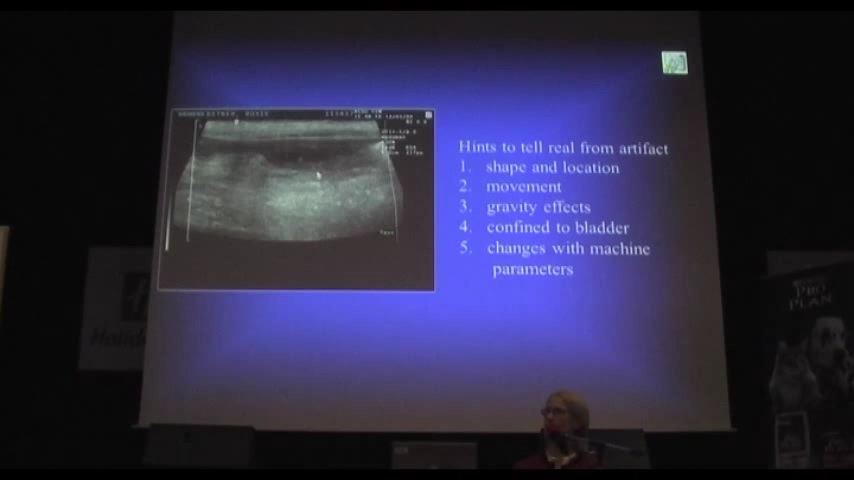 Hints to tell real from artifact
1. shape and location
2. movement
3. gravity effects
4. confined to bladder
5. changes with machine
parameters
PRO
PLAN